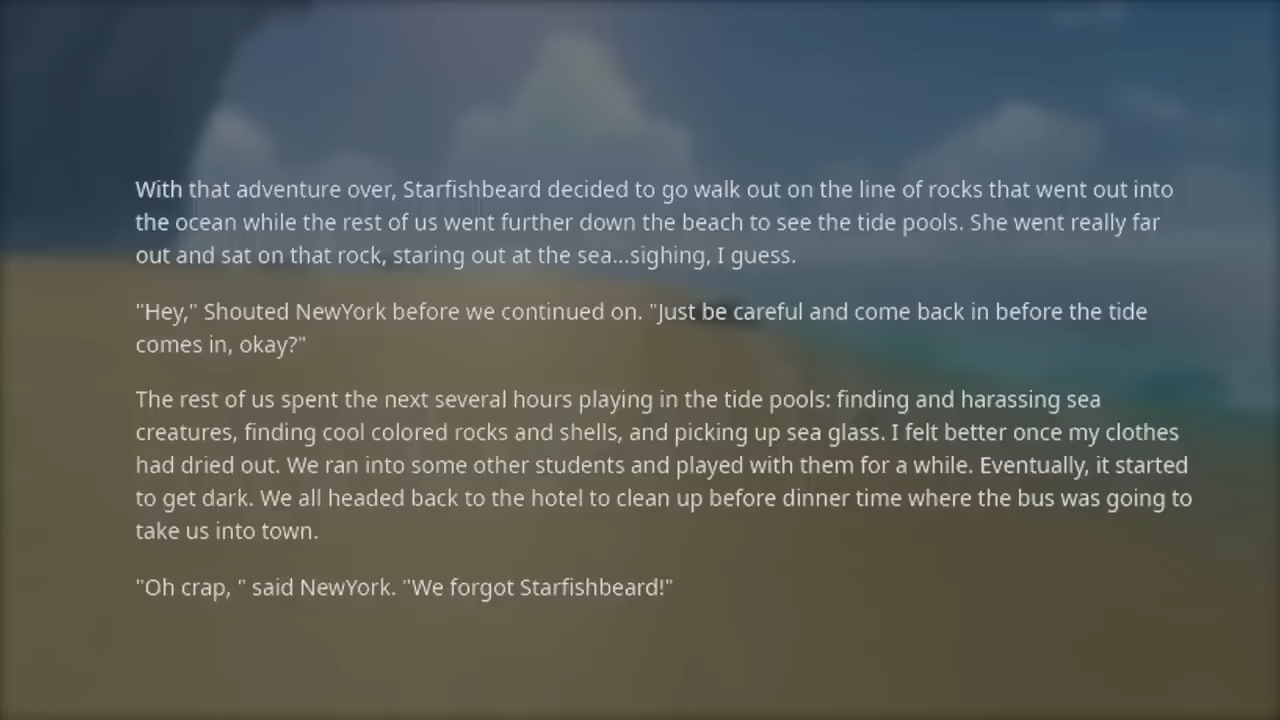 With that adventure over, Starfishbeard decided to go walk out on the line of rocks that went out into
the ocean while the rest of us went further down the beach to see the tide pools. She went really far
out and sat on that rock, staring out at the sea...sighing, I guess.
"Hey," Shouted NewYork before we continued on. "Just be careful and come back in before the tide
comes in, okay?"
The rest of us spent the next several hours playing in the tide pools: finding and harassing sea
creatures, finding cool colored rocks and shells, and picking up sea glass. I felt better once my clothes
had dried out. We ran into some other students and played with them for a while. Eventually, it started
to get dark. We all headed back to the hotel to clean up before dinner time where the bus was going to
take us into town.
"Oh crap, " said NewYork. "We forgot Starfishbeard!"